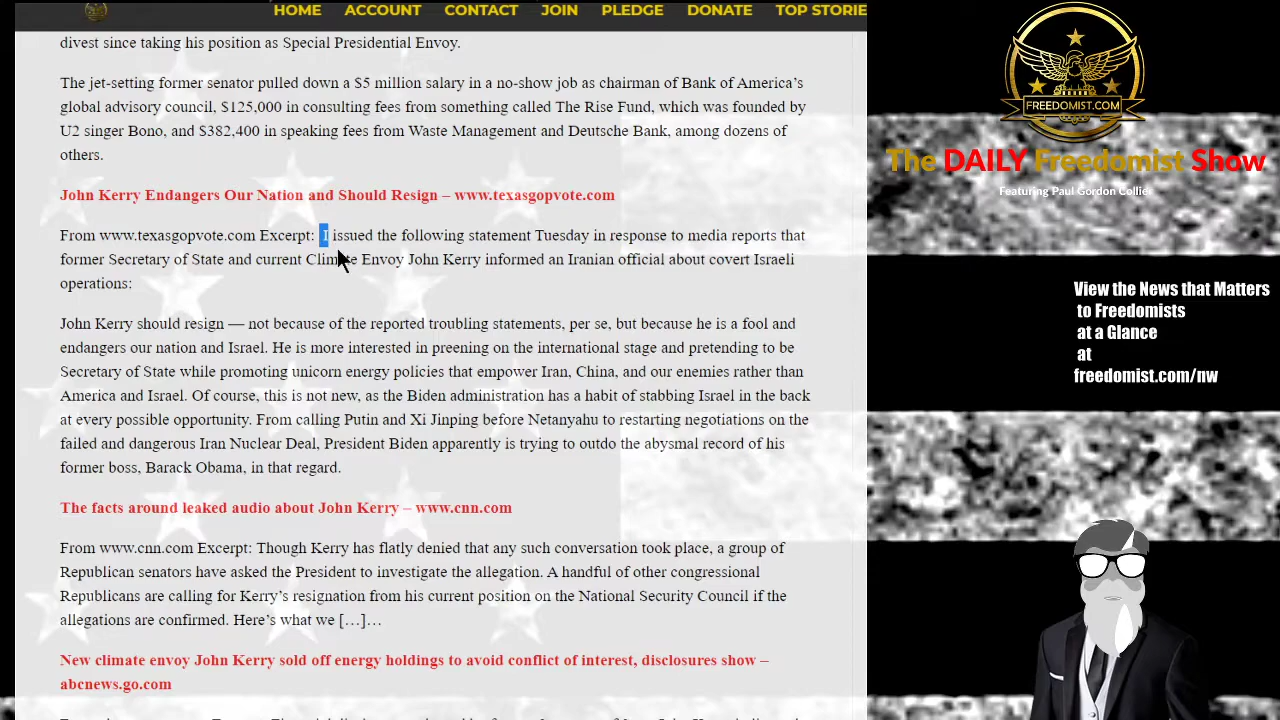 HOME ACCOUNT CONTACT JOIN PLEDGE DONATE TOP STORIE
divest since taking his position as Special Presidential Envoy.
The jet-setting former senator pulled down a $5 million salary in a no-show job as chairman of Bank of America’s
global advisory council, $125,000 in consulting fees from something called The Rise Fund, which was founded by
U2 singer Bono, and $382,400 in speaking fees from Waste Management and Deutsche Bank, among dozens of
others.
John Kerry Endangers Our Nation and Should Resign – www.texasgopvote.com
From www.texasgopvote.com Excerpt: I issued the following statement Tuesday in response to media reports that
former Secretary of State and current Climate Envoy John Kerry informed an Iranian official about covert Israeli
operations:
John Kerry should resign — not because of the reported troubling statements, per se, but because he is a fool and
endangers our nation and Israel. He is more interested in preening on the international stage and pretending to be
Secretary of State while promoting unicorn energy policies that empower Iran, China, and our enemies rather than
America and Israel. Of course, this is not new, as the Biden administration has a habit of stabbing Israel in the back
at every possible opportunity. From calling Putin and Xi Jinping before Netanyahu to restarting negotiations on the
failed and dangerous Iran Nuclear Deal, President Biden apparently is trying to outdo the abysmal record of his
former boss, Barack Obama, in that regard.
The facts around leaked audio about John Kerry – www.cnn.com
From www.cnn.com Excerpt: Though Kerry has flatly denied that any such conversation took place, a group of
Republican senators have asked the President to investigate the allegation. A handful of other congressional
Republicans are calling for Kerry’s resignation from his current position on the National Security Council if the
allegations are confirmed. Here’s what we […]…
New climate envoy John Kerry sold off energy holdings to avoid conflict of interest, disclosures show –
abcnews.go.com
FREEDOMIST.COM
The DAILY Freedomist Show
Featuring Paul Gordon Collie
View the News that Matters
to Freedomists
at a Glance
at
freedomist.com/nw